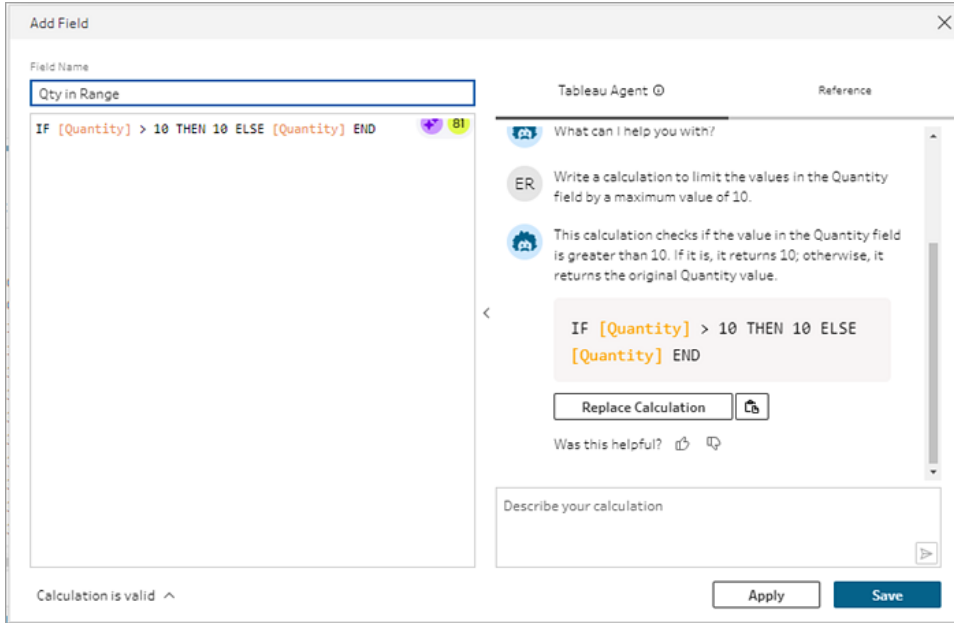 Add Field
Field Name
Qty in Range
IF [Quantity] > 10 THEN 10 ELSE [Quantity] END
81
Tableau Agent
Reference
What can I help you with?
ER
Write a calculation to limit the values in the Quantity
field by a maximum value of 10.
This calculation checks if the value in the Quantity field
is greater than 10. If it is, it returns 10; otherwise, it
returns the original Quantity value.
IF [Quantity] > 10 THEN 10 ELSE
[Quantity] END
Replace Calculation
Was this helpful?
Describe your calculation
Calculation is valid
Apply
Save